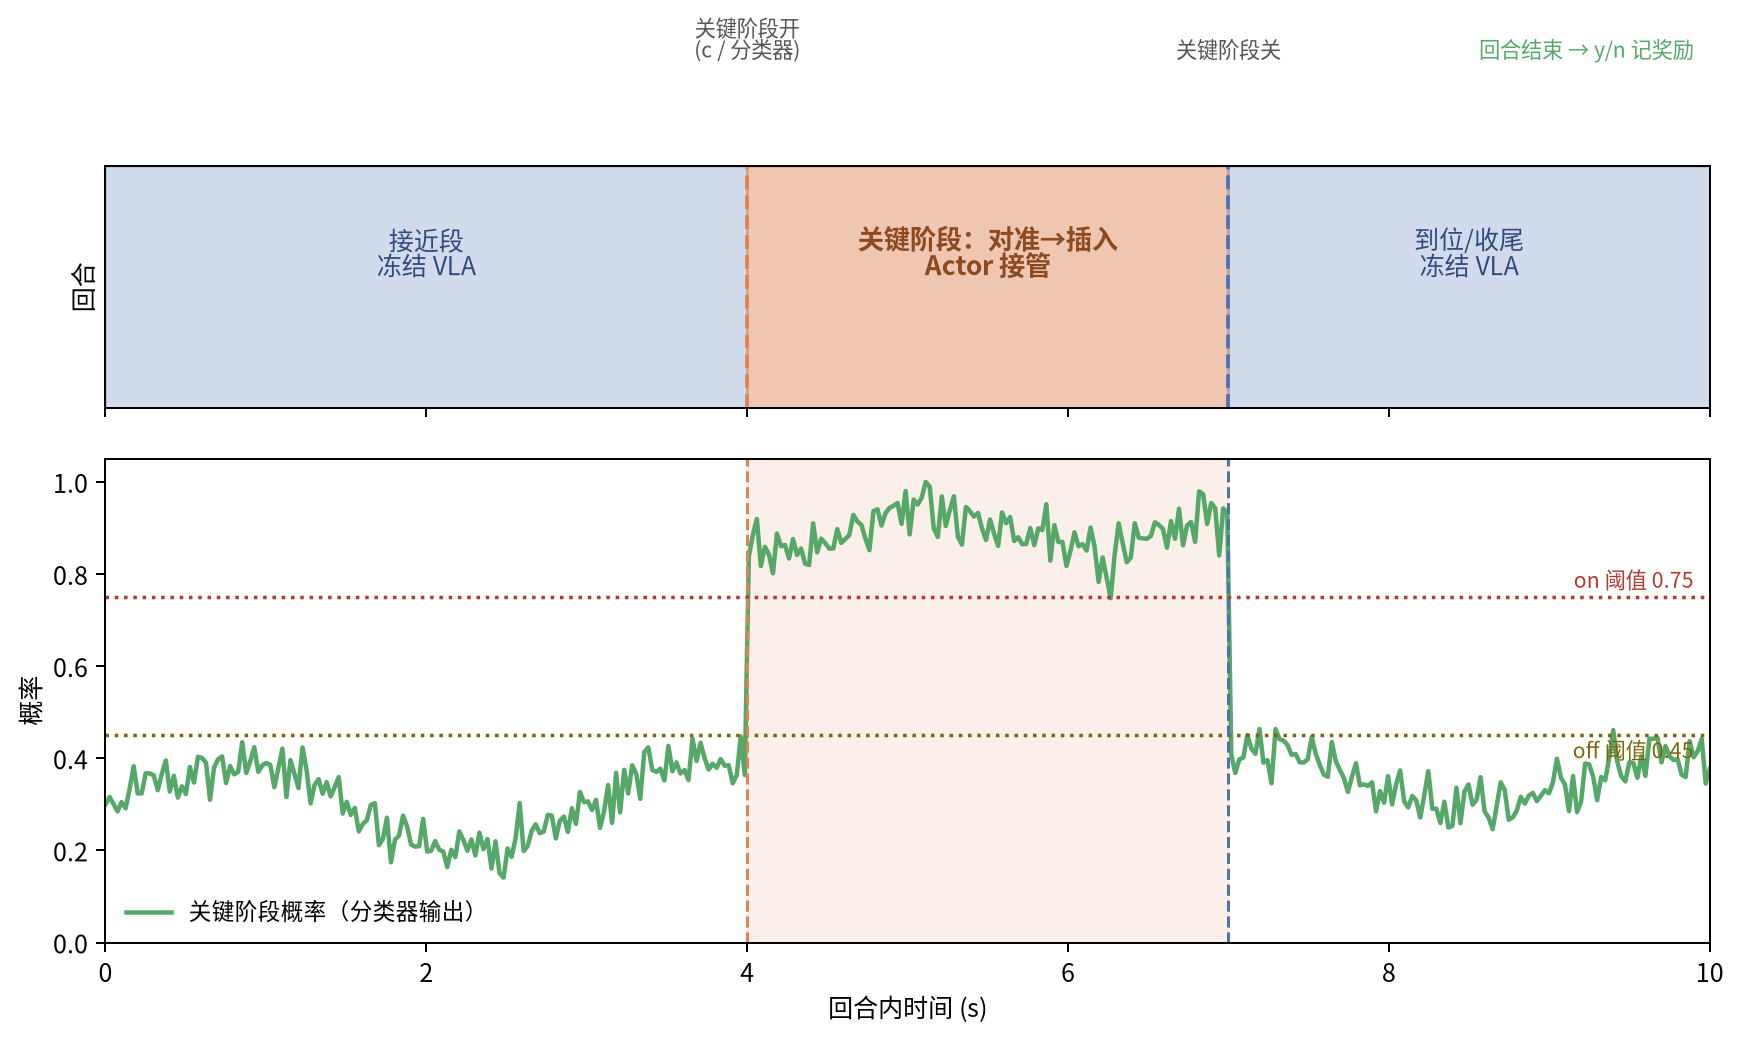 关键阶段开
(c / 分类器)
关键阶段关
回合结束 → y/n 记奖励
回合
接近段
冻结 VLA
关键阶段：对准→插入
Actor 接管
到位/收尾
冻结 VLA
概率
1.0
0.8
0.6
0.4
0.2
0.0
on 阈值 0.75
off 阈值 0.45
关键阶段概率（分类器输出）
0
2
4
6
8
10
回合内时间 (s)